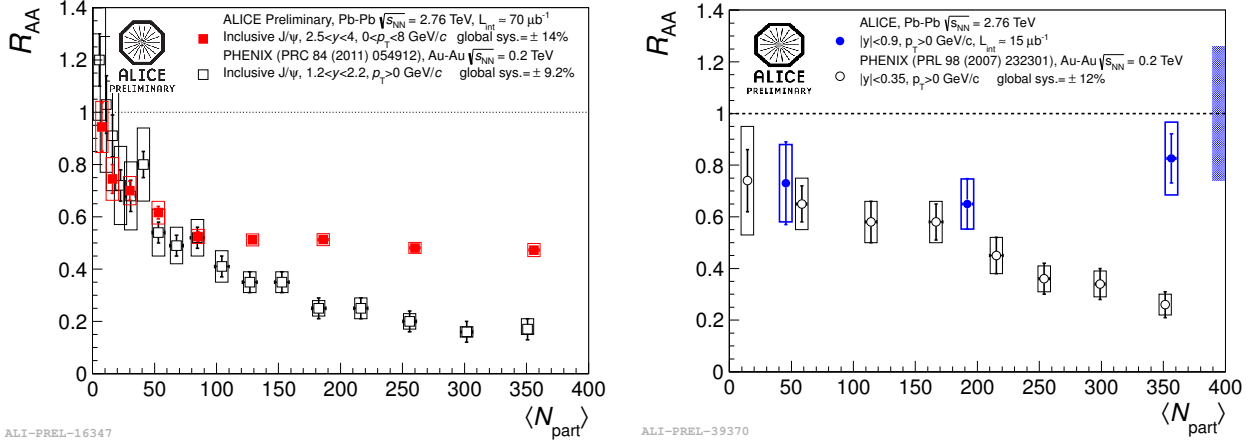 R_AA
1.4
1.2
1
0.8
0.6
0.4
0.2
0
ALICE Preliminary, Pb-Pb √s_NN = 2.76 TeV, L_int ≈ 70 μb⁻¹
Inclusive J/ψ, 2.5<y<4, 0<p_T<8 GeV/c global sys.= ± 14%
PHENIX (PRC 84 (2011) 054912), Au-Au √s_NN = 0.2 TeV
Inclusive J/ψ, 1.2<y<2.2, p_T>0 GeV/c global sys.= ± 9.2%
ALICE
PRELIMINARY
0 50 100 150 200 250 300 350 400
⟨N_part⟩
ALI-PREL-16347
R_AA
1.4
1.2
1
0.8
0.6
0.4
0.2
0
ALICE, Pb-Pb √s_NN = 2.76 TeV
|y|<0.9, p_T>0 GeV/c, L_int ≈ 15 μb⁻¹
PHENIX (PRL 98 (2007) 232301), Au-Au √s_NN = 0.2 TeV
|y|<0.35, p_T>0 GeV/c global sys.= ± 12%
ALICE
PRELIMINARY
0 50 100 150 200 250 300 350 400
⟨N_part⟩
ALI-PREL-39370